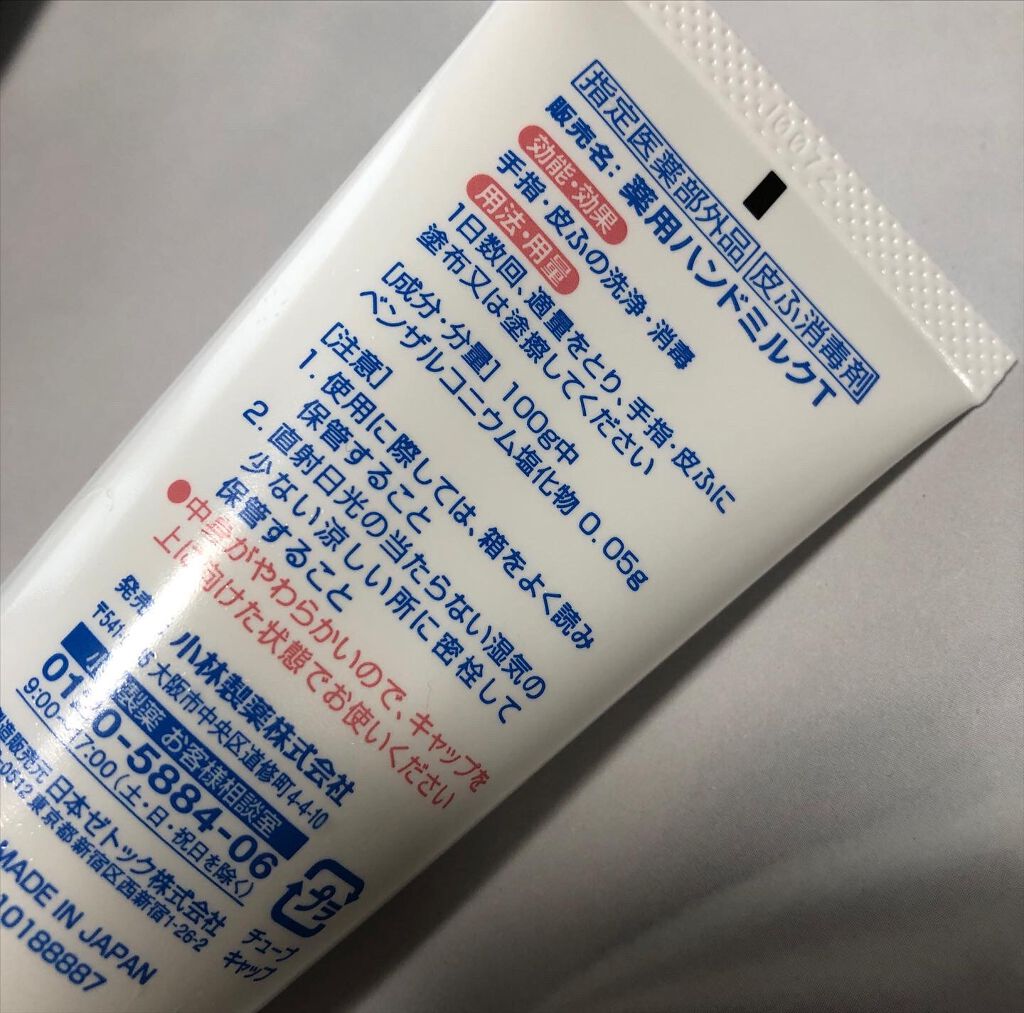 J0072
指定医薬部外品 皮ふ消毒剤
販売名：薬用ハンドミルクT
効能・効果
手指・皮ふの洗浄・消毒
用法・用量
1日数回、適量をとり、手指・皮ふに
塗布又は塗擦してください
[成分・分量] 100g中
ベンザルコニウム塩化物 0.05g
[注意]
1. 使用に際しては、箱をよく読み
保管すること
2. 直射日光の当たらない湿気の
少ない涼しい所に密栓して
保管すること
●中身がやわらかいので、キャップを
上に向けた状態でお使いください
発売 小林製薬株式会社
〒541 大阪市中央区道修町4-4-10
製薬 お客様相談室
01 0-5884-06
9:00 17:00(土・日・祝日を除く)
造販売元 日本ゼトック株式会社
0512 東京都新宿区西新宿1-26-2
MADE IN JAPAN
10188887
プラ
チューブ
キャップ